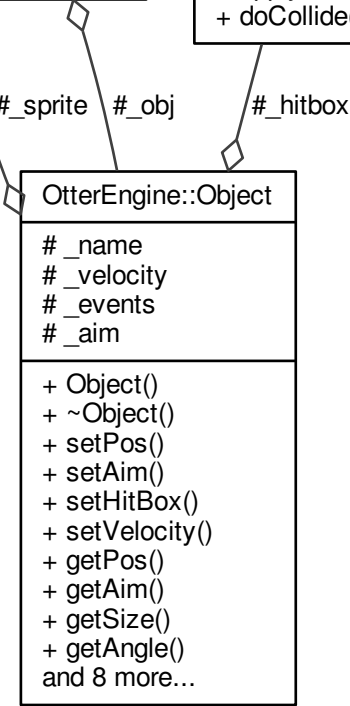 + doCollided
#_sprite
#_obj
#_hitbox
OtterEngine::Object
# _name
# _velocity
# _events
# _aim
+ Object()
+ ~Object()
+ setPos()
+ setAim()
+ setHitBox()
+ setVelocity()
+ getPos()
+ getAim()
+ getSize()
+ getAngle()
and 8 more...